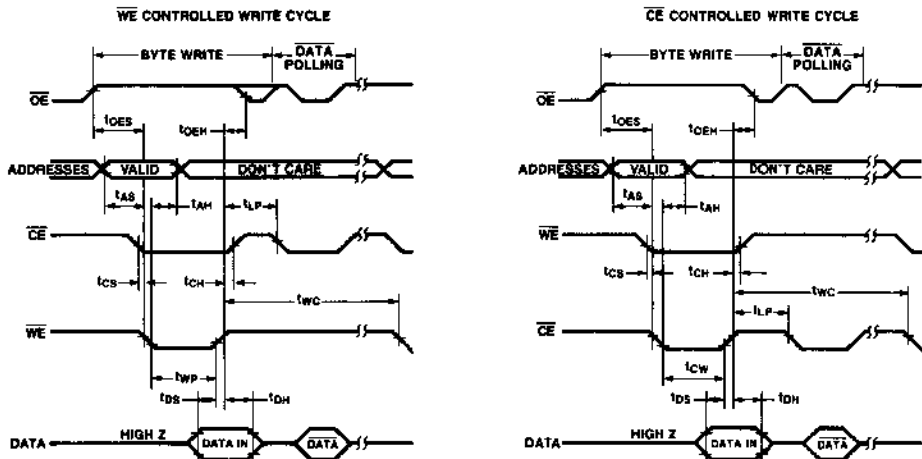 WE CONTROLLED WRITE CYCLE
BYTE WRITE
DATA
POLLING
OE
tOES
tOEH
ADDRESSES
VALID
DON'T CARE
tAS
tAH
tLP
CE
tCS
tCH
tWC
WE
tWP
tDS
tDH
HIGH Z
DATA
DATA IN
DATA
CE CONTROLLED WRITE CYCLE
BYTE WRITE
DATA
POLLING
OE
tOES
tOEH
ADDRESSES
VALID
DON'T CARE
tAS
tAH
WE
tCS
tCH
tWC
tLP
CE
tCW
tDS
tDH
HIGH Z
DATA
DATA IN
DATA